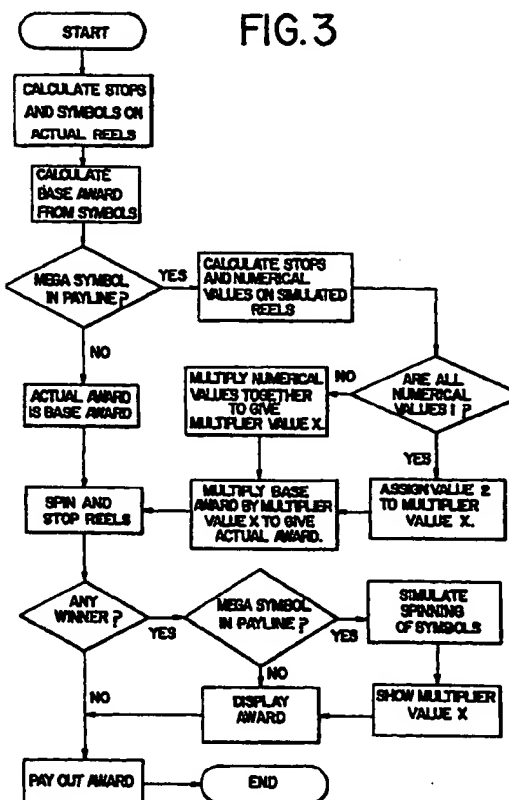 FIG. 3
START
CALCULATE STOPS
AND SYMBOLS ON
ACTUAL REELS
CALCULATE
BASE AWARD
FROM SYMBOLS
MEGA SYMBOL
IN PAYLINE?
YES
CALCULATE STOPS
AND NUMERICAL
VALUES ON SIMULATED
REELS
NO
ACTUAL AWARD
IS BASE AWARD
ARE ALL
NUMERICAL
VALUES 1?
NO
MULTIPLY NUMERICAL
VALUES TOGETHER
TO GIVE
MULTIPLIER VALUE X.
YES
ASSIGN VALUE 2
TO MULTIPLIER
VALUE X.
MULTIPLY BASE
AWARD BY MULTIPLIER
VALUE X TO GIVE
ACTUAL AWARD.
SPIN AND
STOP REELS
ANY
WINNER?
YES
MEGA SYMBOL
IN PAYLINE?
YES
SIMULATE
SPINNING
OF SYMBOLS
NO
NO
DISPLAY
AWARD
SHOW MULTIPLIER
VALUE X
PAY OUT AWARD
END